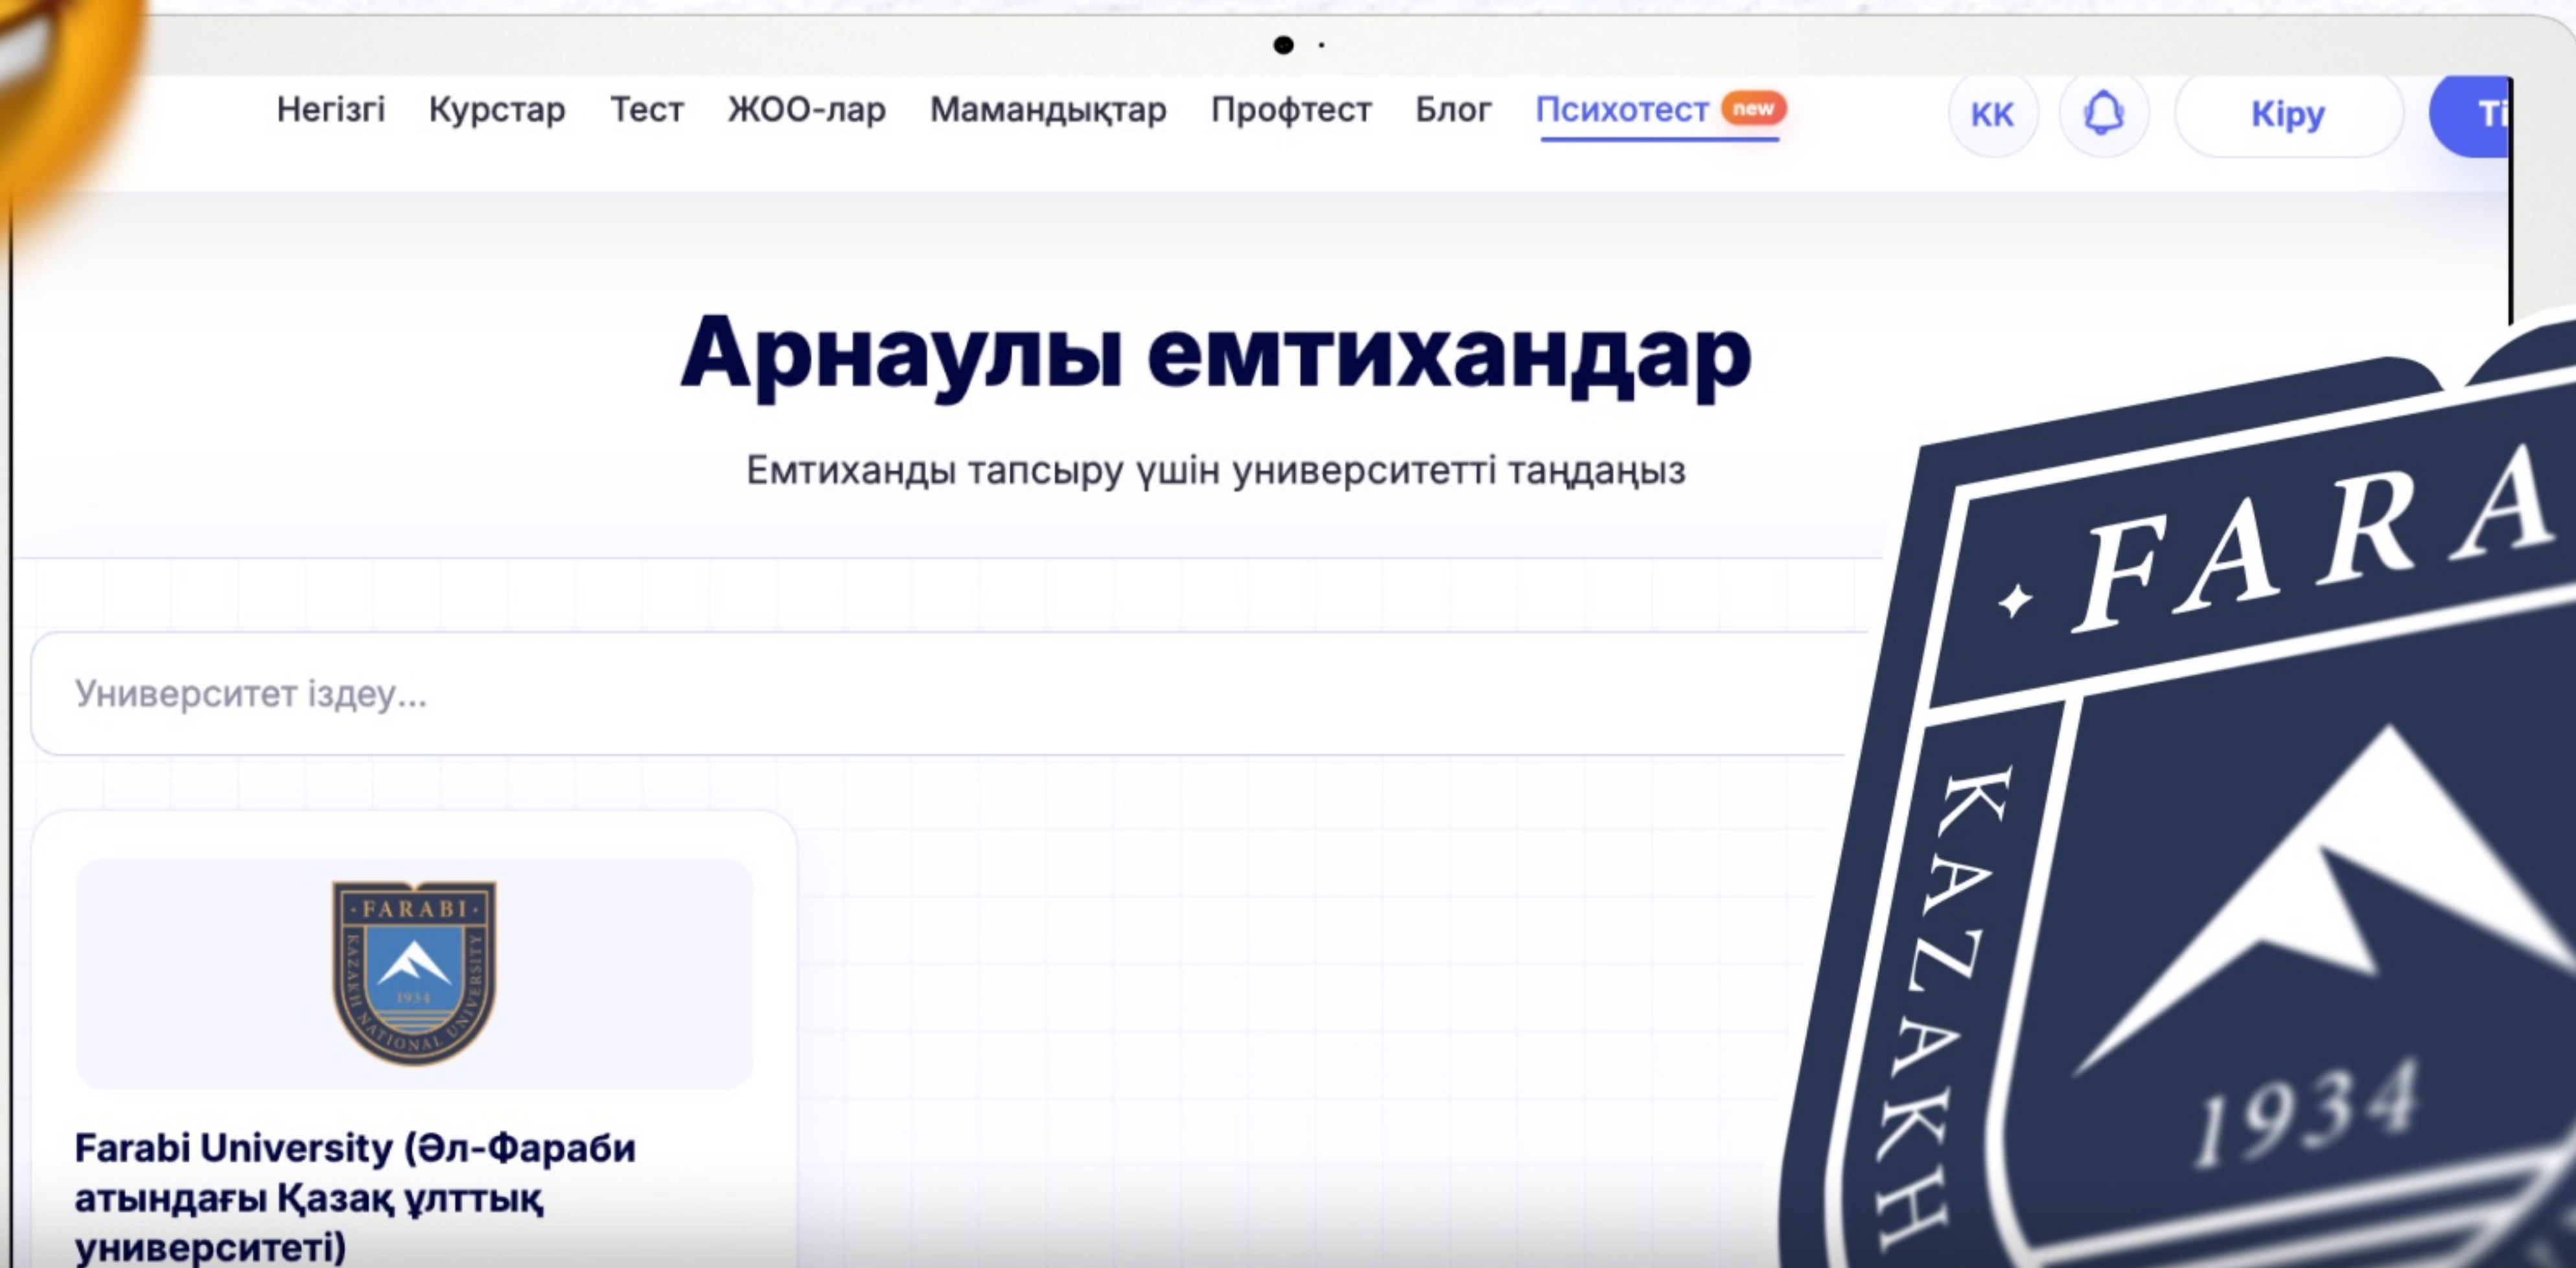 Негізгі Курстар Тест ЖОО-лар Мамандықтар Профтест Блог Психотест new KK Кіру
Арнаулы емтихандар
Емтиханды тапсыру үшін университетті таңдаңыз
Университет іздеу...
FARABI
KAZAKH NATIONAL UNIVERSITY
1934
Farabi University (Әл-Фараби
атындағы Қазақ ұлттық
университеті)
FARA
KAZAKH
1934